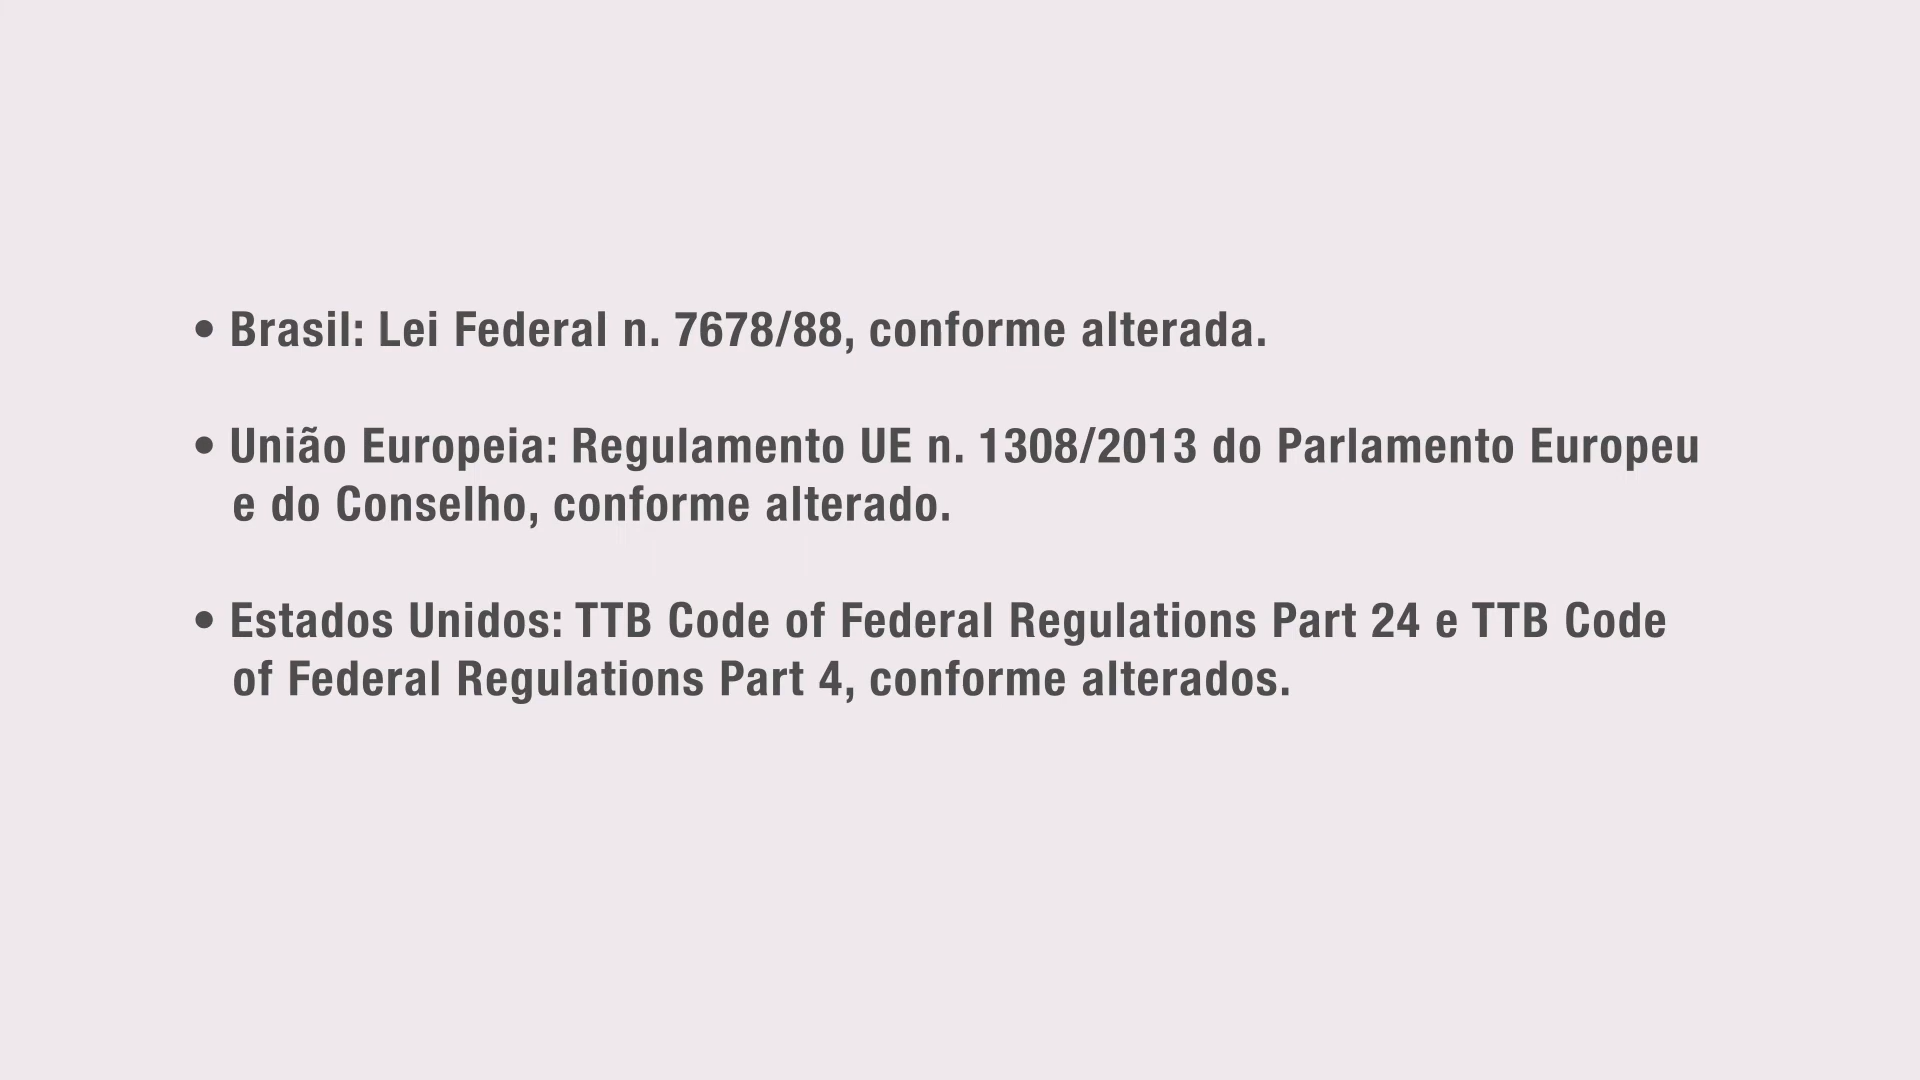 • Brasil: Lei Federal n. 7678/88, conforme alterada.
• União Europeia: Regulamento UE n. 1308/2013 do Parlamento Europeu
e do Conselho, conforme alterado.
• Estados Unidos: TTB Code of Federal Regulations Part 24 e TTB Code
of Federal Regulations Part 4, conforme alterados.